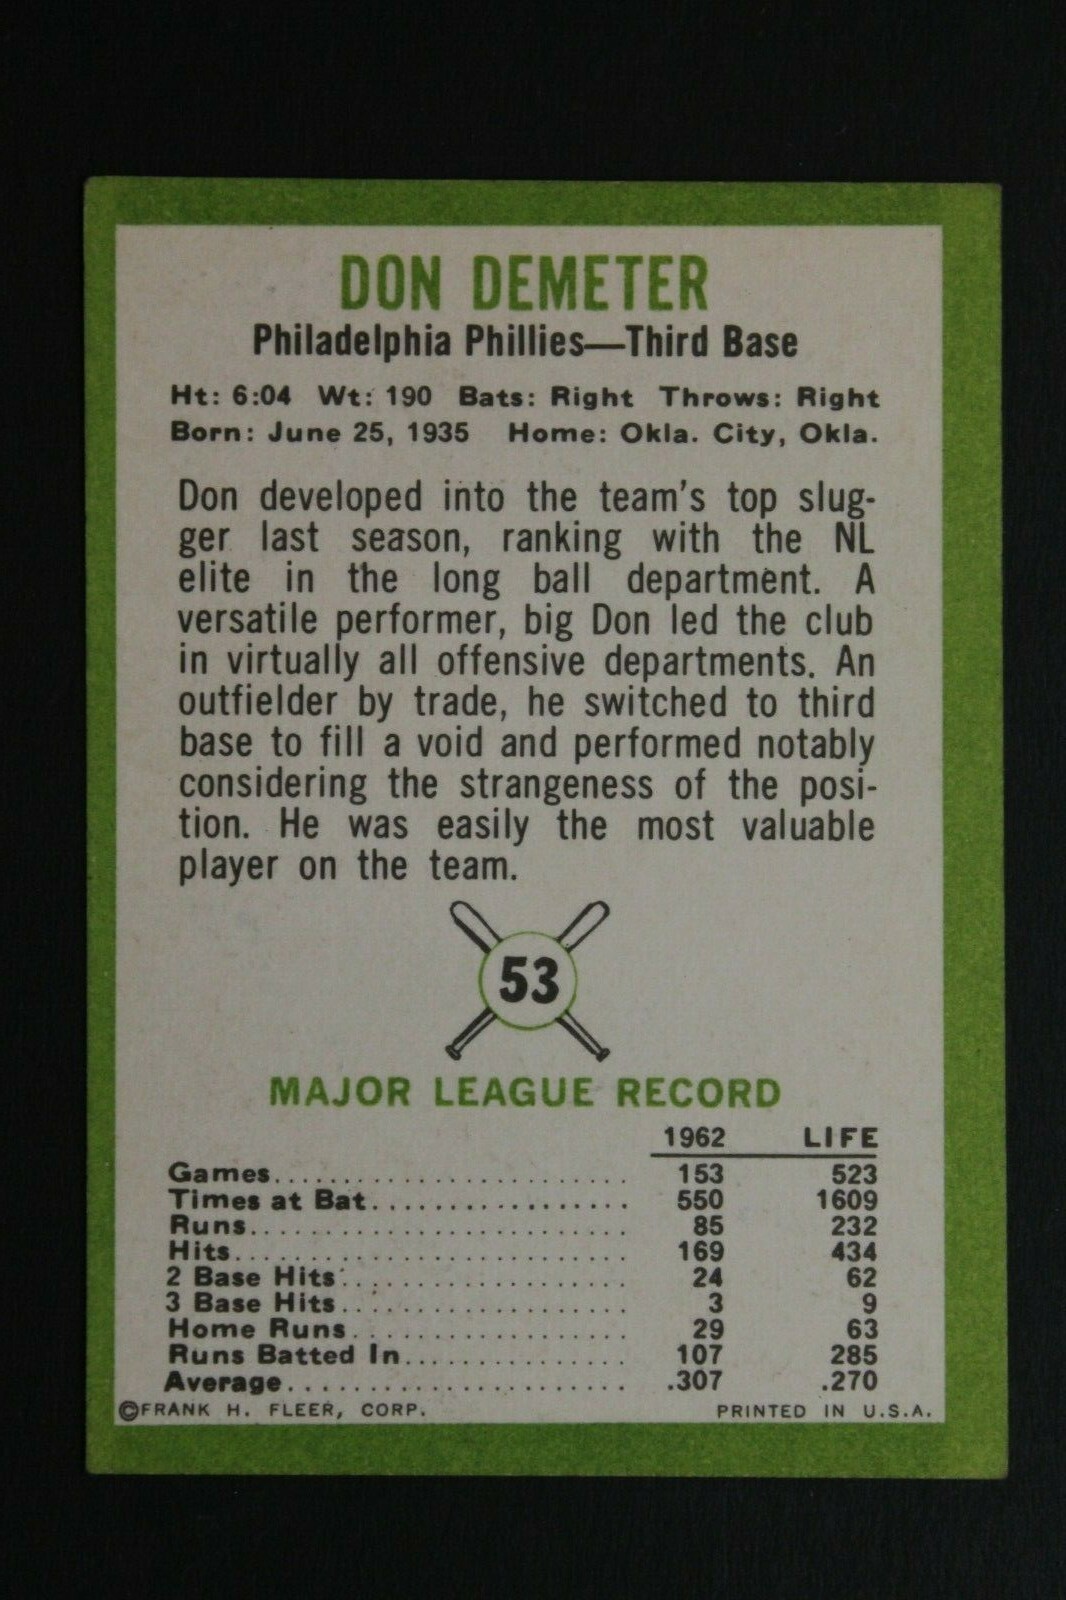 DON DEMETER
Philadelphia Phillies—Third Base
Ht: 6:04 Wt: 190 Bats: Right Throws: Right
Born: June 25, 1935 Home: Okla. City, Okla.
Don developed into the team's top slug-
ger last season, ranking with the NL
elite in the long ball department. A
versatile performer, big Don led the club
in virtually all offensive departments. An
outfielder by trade, he switched to third
base to fill a void and performed notably
considering the strangeness of the posi-
tion. He was easily the most valuable
player on the team.
53
MAJOR LEAGUE RECORD
1962 LIFE
Games........................ 153 523
Times at Bat................. 550 1609
Runs......................... 85 232
Hits......................... 169 434
2 Base Hits.................. 24 62
3 Base Hits.................. 3 9
Home Runs.................... 29 63
Runs Batted In............... 107 285
Average...................... .307 .270
©FRANK H. FLEER, CORP. PRINTED IN U.S.A.